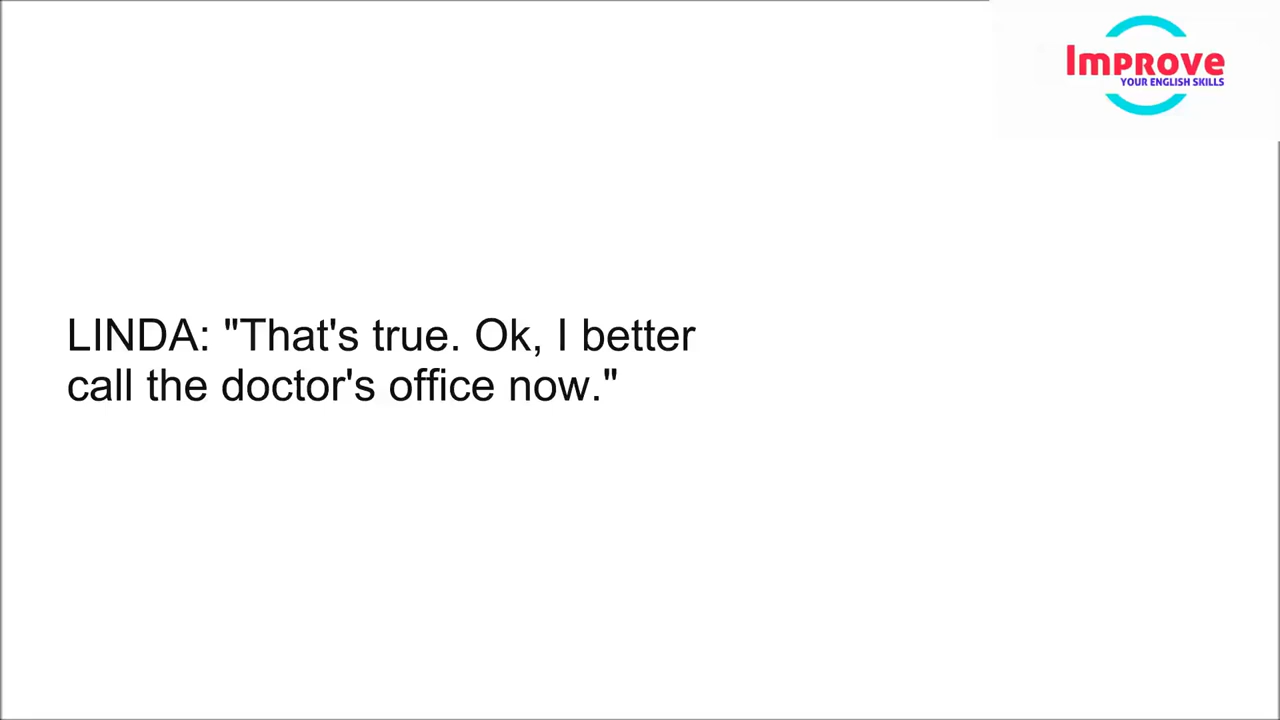 Improve
YOUR ENGLISH SKILLS
LINDA: "That's true. Ok, I better
call the doctor's office now."